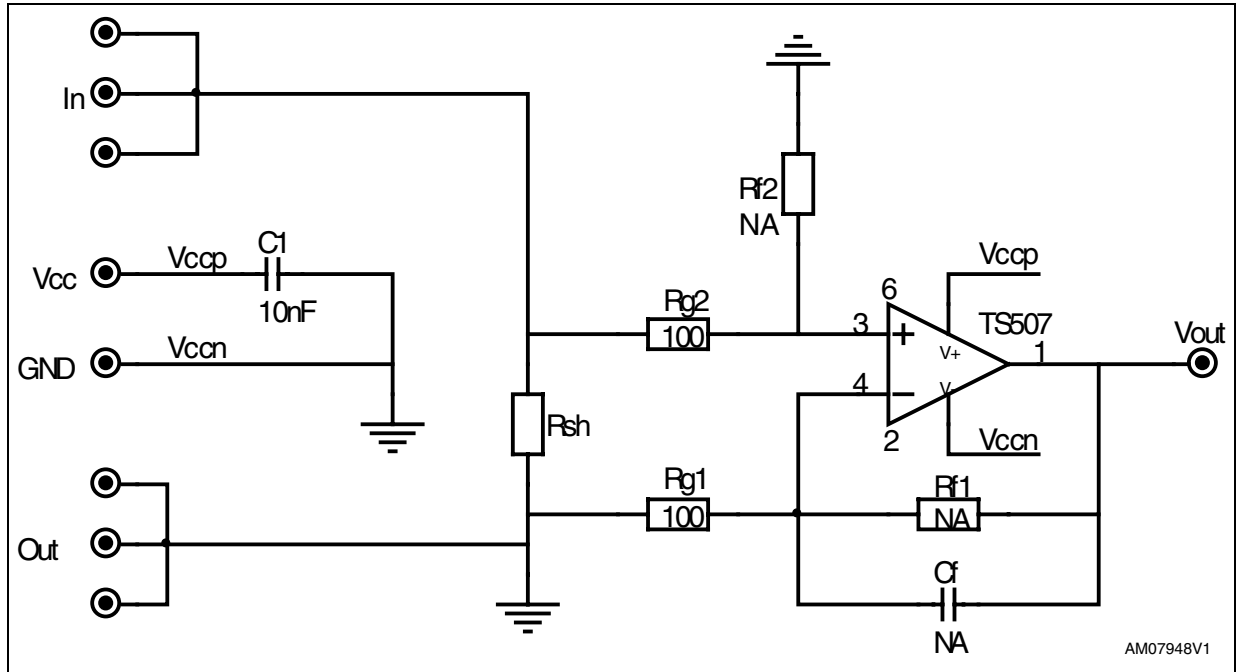 In
Vcc
Vccp
C1
10nF
GND
Vccn
Out
Rsh
Rg2
100
Rf2
NA
3
6
+
V+
TS507
Vccp
1
Vout
4
−
V-
2
Vccn
Rg1
100
Rf1
NA
Cf
NA
AM07948V1